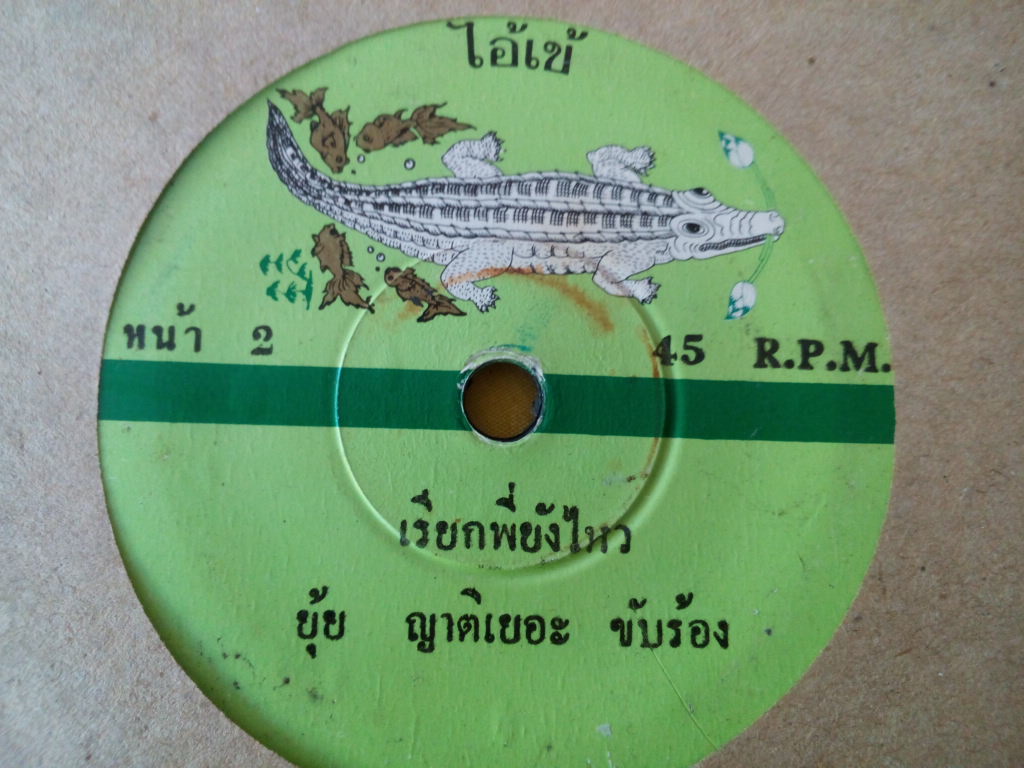 ไอ้เข้
หน้า 2 45 R.P.M.
เรียกพี่ยังไหว
ยุ้ย ญาติเยอะ ขับร้อง